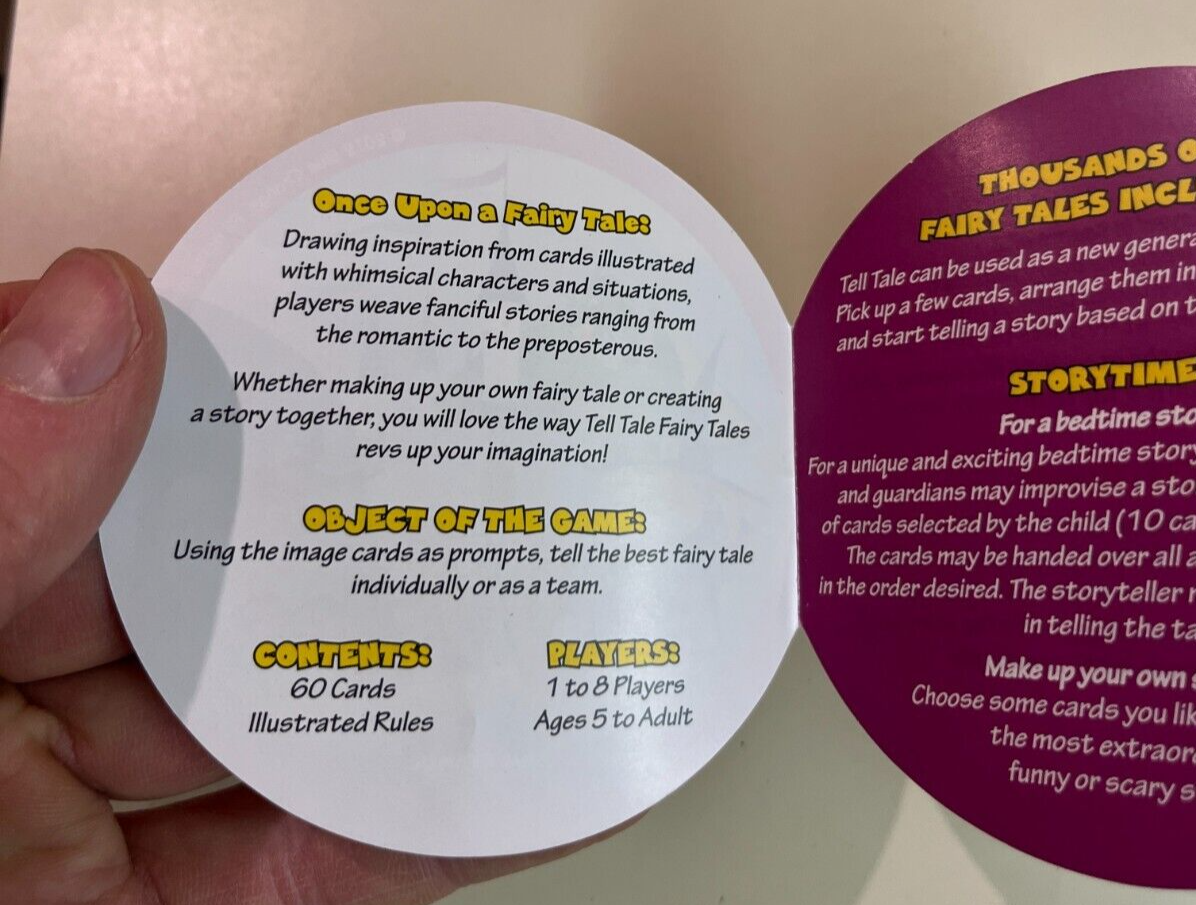 Once Upon a Fairy Tale:
Drawing inspiration from cards illustrated
with whimsical characters and situations,
players weave fanciful stories ranging from
the romantic to the preposterous.
Whether making up your own fairy tale or creating
a story together, you will love the way Tell Tale Fairy Tales
revs up your imagination!
OBJECT OF THE GAME:
Using the image cards as prompts, tell the best fairy tale
individually or as a team.
CONTENTS:
60 Cards
Illustrated Rules
PLAYERS:
1 to 8 Players
Ages 5 to Adult
THOUSANDS
FAIRY TALES
Tell Tale can be used as a new
Pick up a few cards, arrange them in
and start telling a story based on
STORYTIME
For a bedtime
For a unique and exciting bedtime story
and guardians may improvise a
of cards selected by the child (10
The cards may be handed over all
in the order desired. The storyteller
in telling the
Make up your own
Choose some cards you
the most
funny or scary